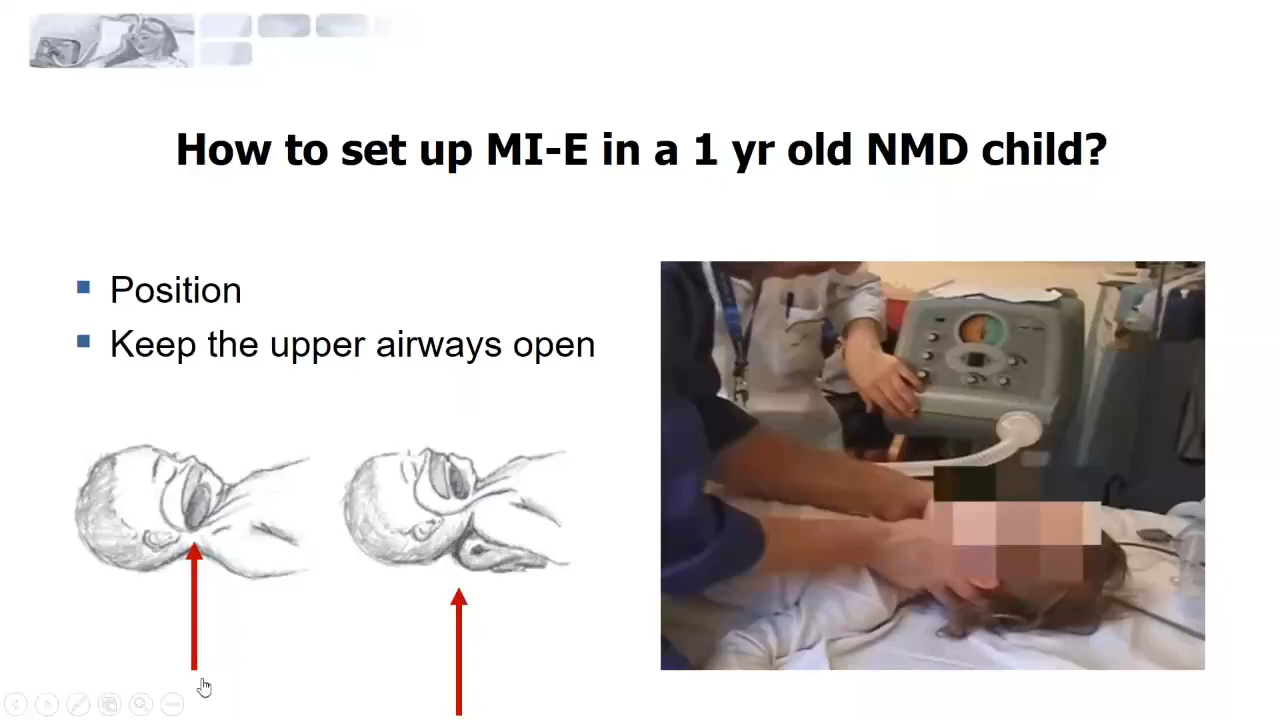 How to set up MI-E in a 1 yr old NMD child?
Position
Keep the upper airways open